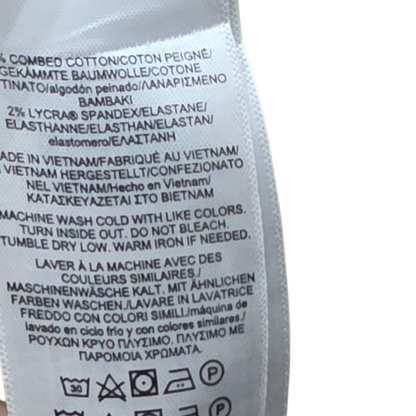 % COMBED COTTON/COTON PEIGNÉ/
GEKÄMMTE BAUMWOLLE/COTONE
TTINATO/algodón peinado/ΛΑΝΑΡΙΣΜΕΝΟ
ΒΑΜΒΑΚΙ
2% LYCRA® SPANDEX/ELASTANE/
ELASTHANNE/ELASTHAN/ELASTAN/
elastomero/ΕΛΑΣΤΑΝΗ
ADE IN VIETNAM/FABRIQUÉ AU VIETNAM/
VIETNAM HERGESTELLT/CONFEZIONATO
NEL VIETNAM/Hecho en Vietnam/
ΚΑΤΑΣΚΕΥΑΖΕΤΑΙ ΣΤΟ ΒΙΕΤΝΑΜ
MACHINE WASH COLD WITH LIKE COLORS.
TURN INSIDE OUT. DO NOT BLEACH.
TUMBLE DRY LOW. WARM IRON IF NEEDED.
LAVER À LA MACHINE AVEC DES
COULEURS SIMILAIRES./
MASCHINENWÄSCHE KALT. MIT ÄHNLICHEN
FARBEN WASCHEN./LAVARE IN LAVATRICE
FREDDO CON COLORI SIMILI./máquina de
lavado en ciclo frío y con colores similares./
ΡΟΥΧΩΝ ΚΡΥΟ ΠΛΥΣΙΜΟ. ΠΛΥΣΙΜΟ ΜΕ
ΠΑΡΟΜΟΙΑ ΧΡΩΜΑΤΑ.
30 P